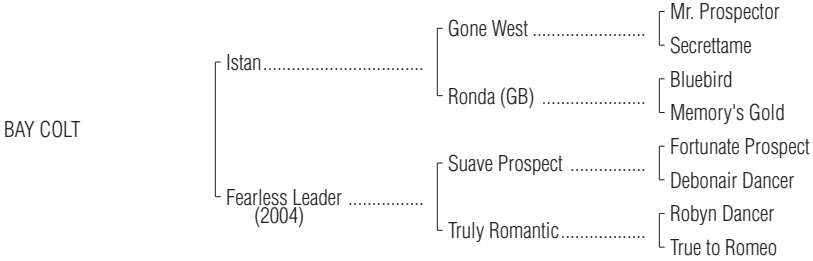 Mr. Prospector
Gone West ........................
Secrettame
Istan.................................
Bluebird
Ronda (GB) ......................
Memory's Gold
BAY COLT
Fortunate Prospect
Suave Prospect ................
Debonair Dancer
Fearless Leader ................
(2004)
Robyn Dancer
Truly Romantic..................
True to Romeo